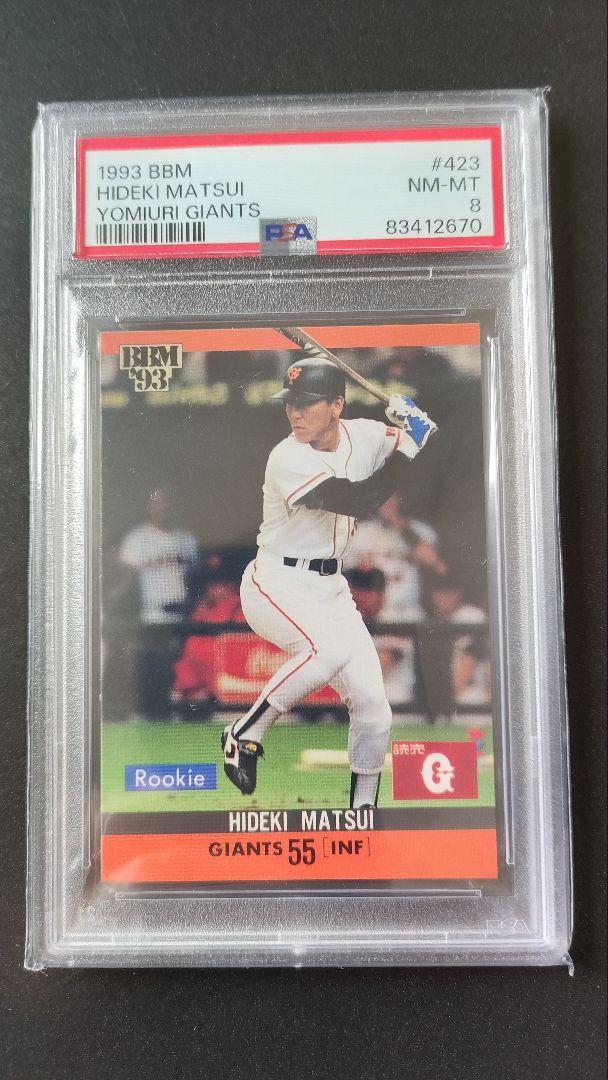 1993 BBM #423
HIDEKI MATSUI NM-MT
YOMIURI GIANTS 8
PSA 83412670
BBM
'93
Rookie
読売
G
HIDEKI MATSUI
GIANTS 55 [INF]
PSA